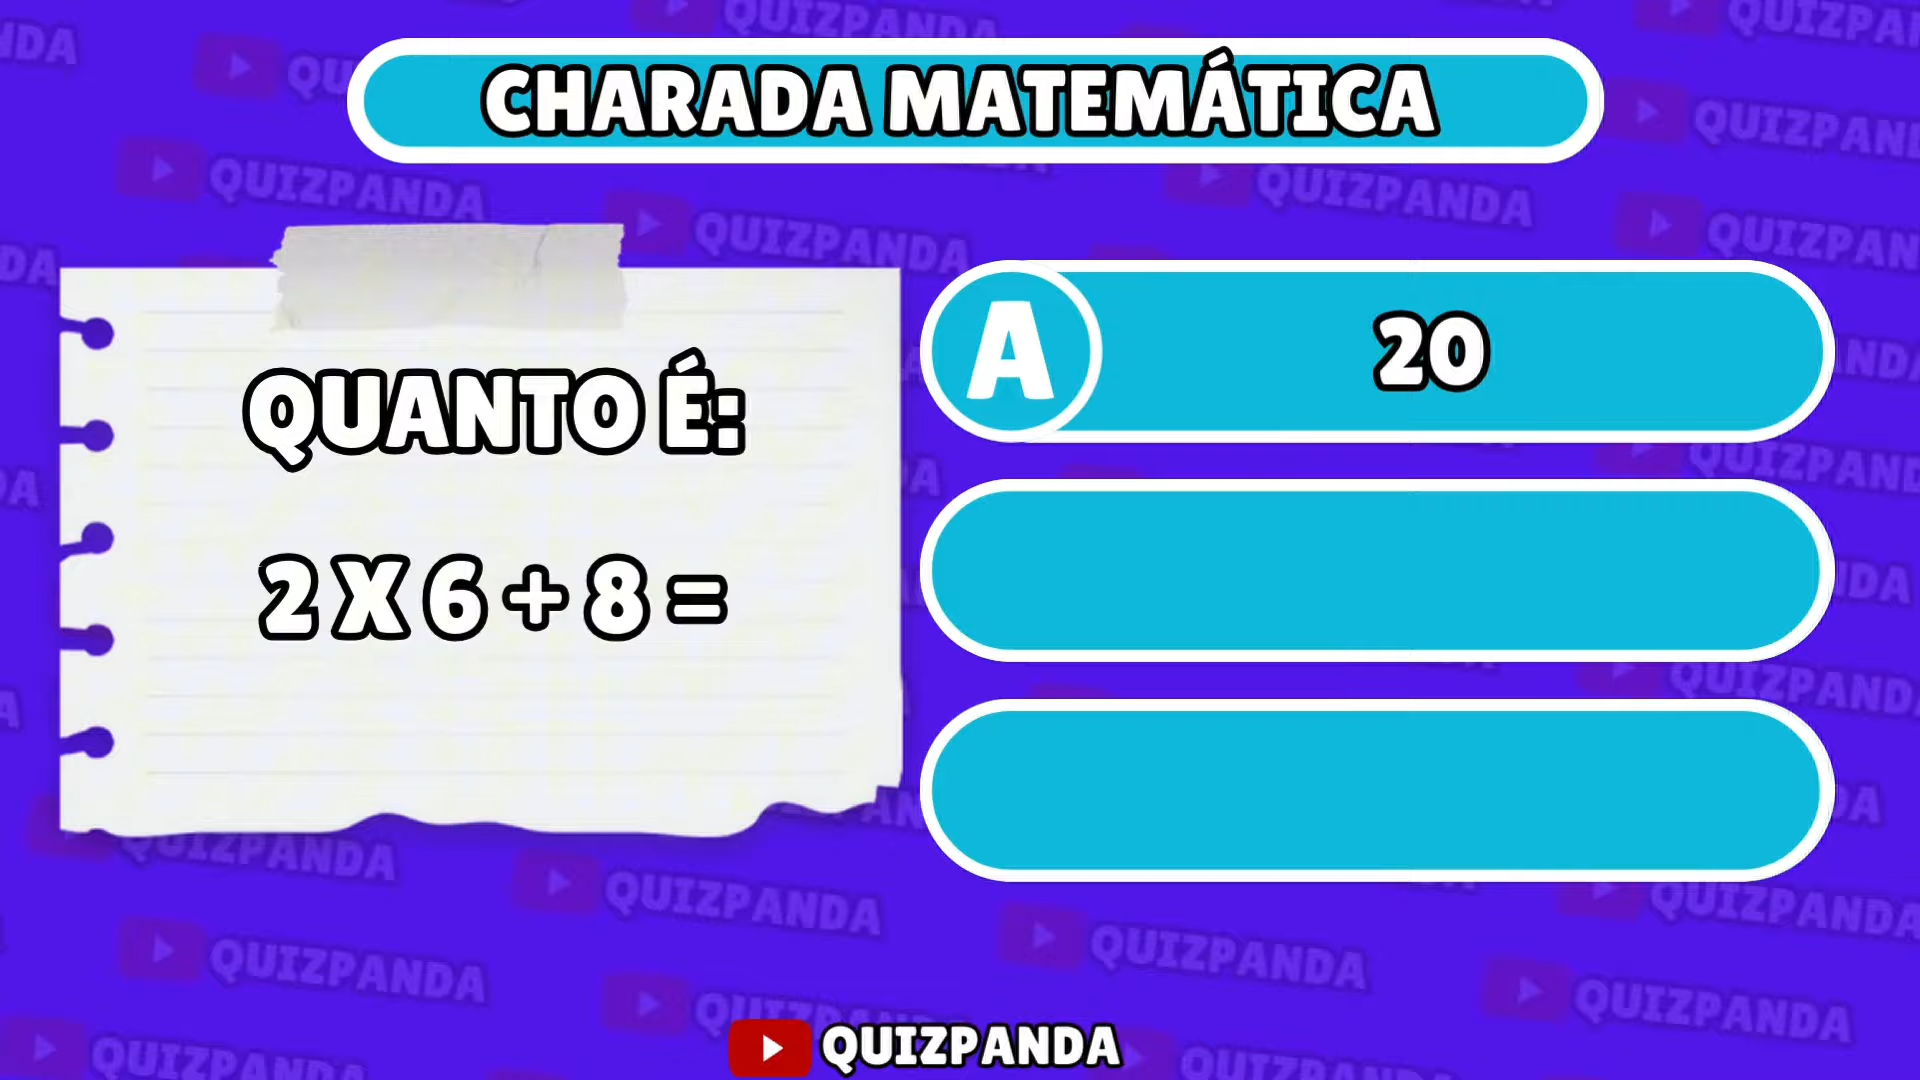 CHARADA MATEMÁTICA
QUANTO É:
2 X 6 + 8 =
A
20
QUIZPANDA